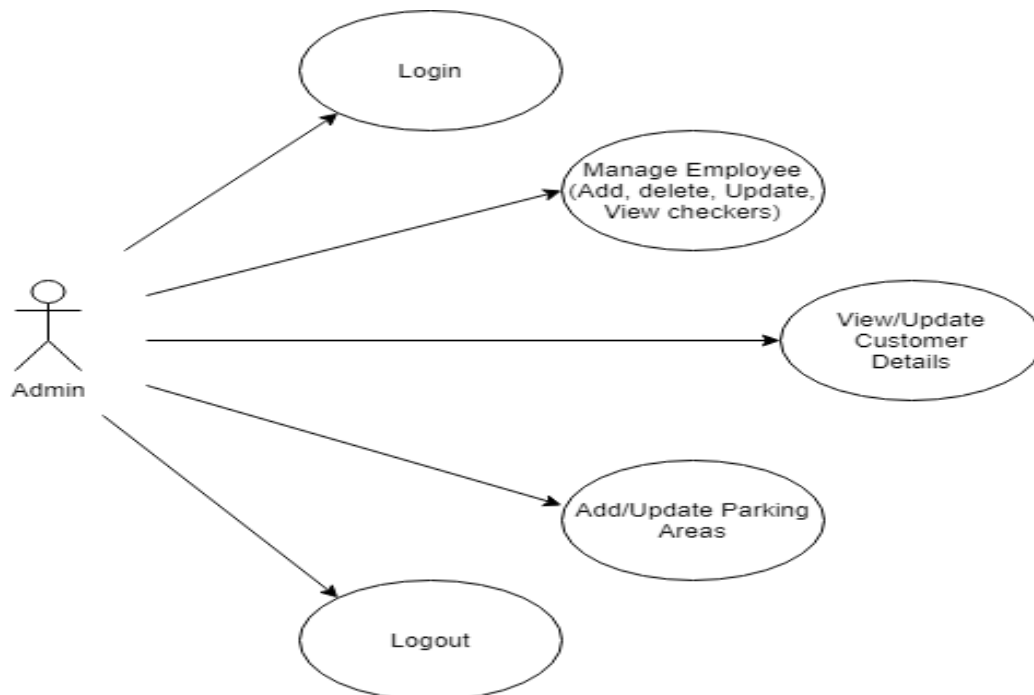 Login
Manage Employee
(Add, delete, Update,
View checkers)
View/Update
Customer
Details
Admin
Add/Update Parking
Areas
Logout